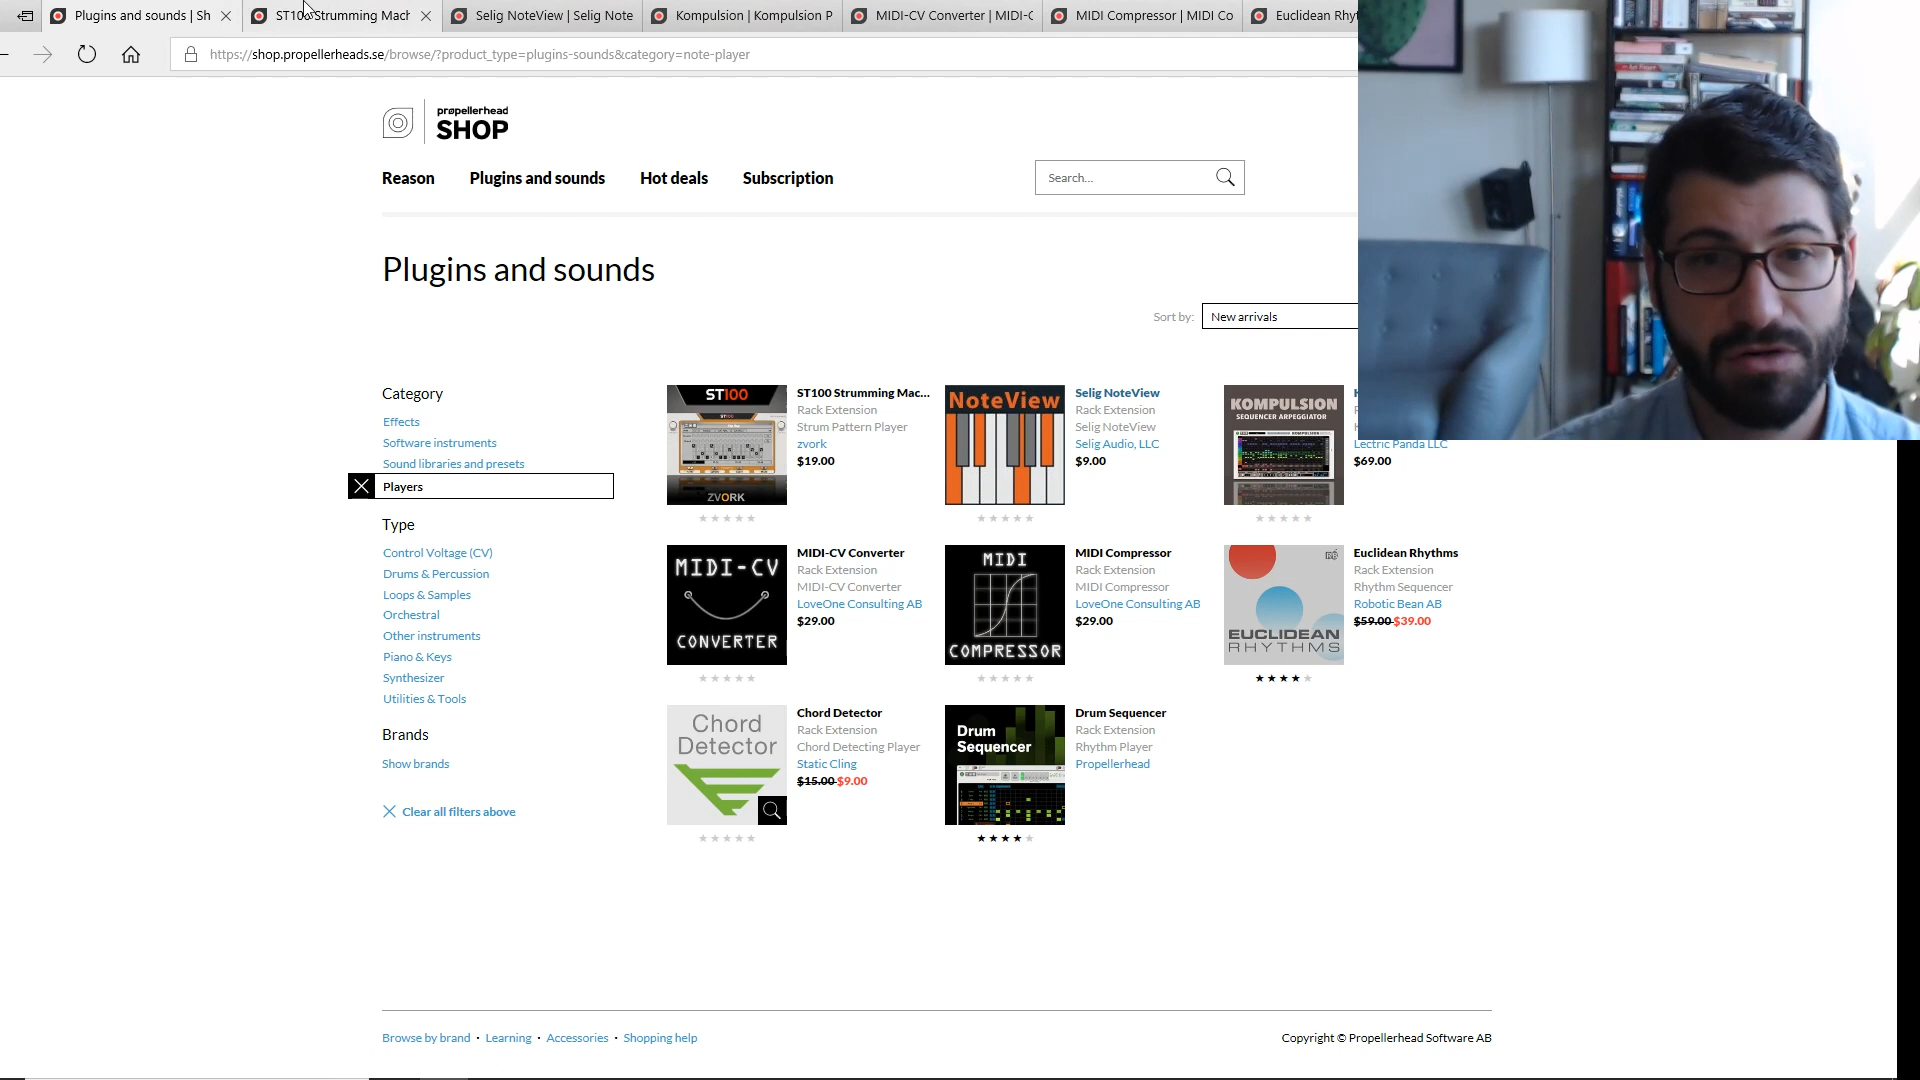 Plugins and sounds | Sh
ST100 Strumming Mach
Selig NoteView | Selig Note
Kompulsion | Kompulsion P
MIDI-CV Converter | MIDI-C
MIDI Compressor | MIDI Co
Euclidean Rhyt
https://shop.propellerheads.se/browse/?product_type=plugins-sounds&category=note-player
propellerhead
SHOP
Reason
Plugins and sounds
Hot deals
Subscription
Search...
Plugins and sounds
Sort by:
New arrivals
Category
Effects
Software instruments
Sound libraries and presets
Players
Type
Control Voltage (CV)
Drums & Percussion
Loops & Samples
Orchestral
Other instruments
Piano & Keys
Synthesizer
Utilities & Tools
Brands
Show brands
Clear all filters above
ST100
ZVORK
ST100 Strumming Mac...
Rack Extension
Strum Pattern Player
zvork
$19.00
NoteView
Selig NoteView
Rack Extension
Selig NoteView
Selig Audio, LLC
$9.00
KOMPULSION
SEQUENCER ARPEGGIATOR
Lectric Panda LLC
$69.00
MIDI-CV
CONVERTER
MIDI-CV Converter
Rack Extension
MIDI-CV Converter
LoveOne Consulting AB
$29.00
MIDI
COMPRESSOR
MIDI Compressor
Rack Extension
MIDI Compressor
LoveOne Consulting AB
$29.00
EUCLIDEAN
RHYTHMS
Euclidean Rhythms
Rack Extension
Rhythm Sequencer
Robotic Bean AB
$59.00 $39.00
Chord
Detector
Chord Detector
Rack Extension
Chord Detecting Player
Static Cling
$15.00 $9.00
Drum
Sequencer
Drum Sequencer
Rack Extension
Rhythm Player
Propellerhead
Browse by brand • Learning • Accessories • Shopping help
Copyright © Propellerhead Software AB